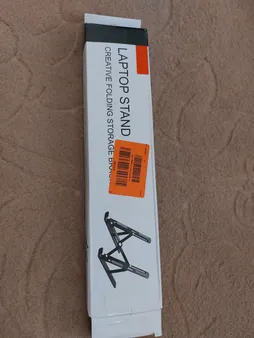 LAPTOP STAND
CREATIVE FOLDING STORAGE